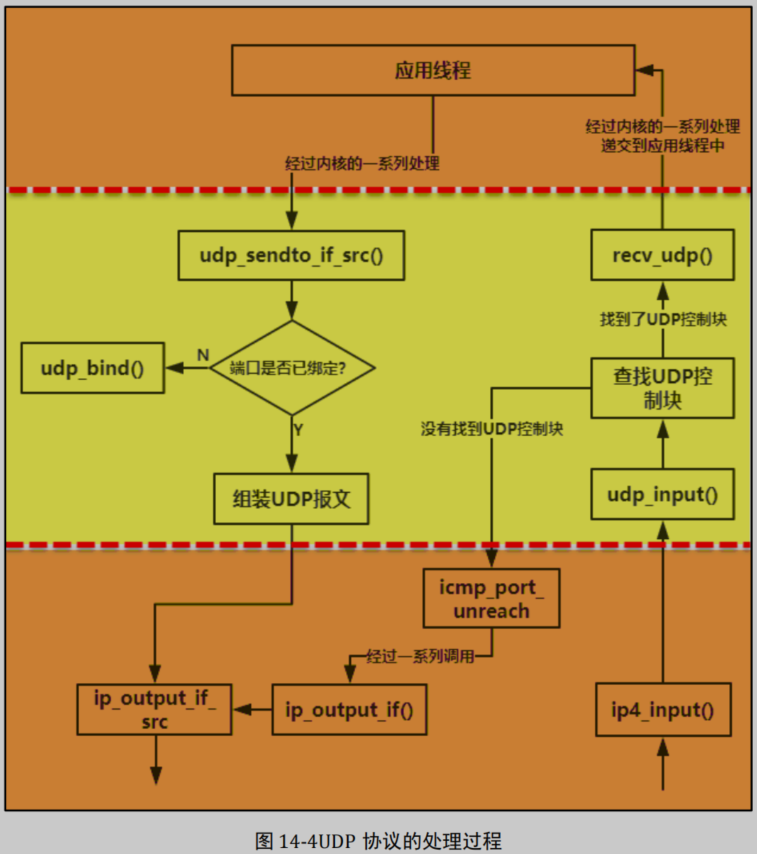 应用线程
经过内核的一系列处理
递交到应用线程中
经过内核的一系列处理
udp_sendto_if_src()
recv_udp()
找到了UDP控制块
udp_bind()
N
端口是否已绑定?
查找UDP控
制块
Y
没有找到UDP控制块
组装UDP报文
udp_input()
icmp_port_
unreach
经过一系列调用
ip_output_if_
src
ip_output_if()
ip4_input()
图 14-4UDP 协议的处理过程